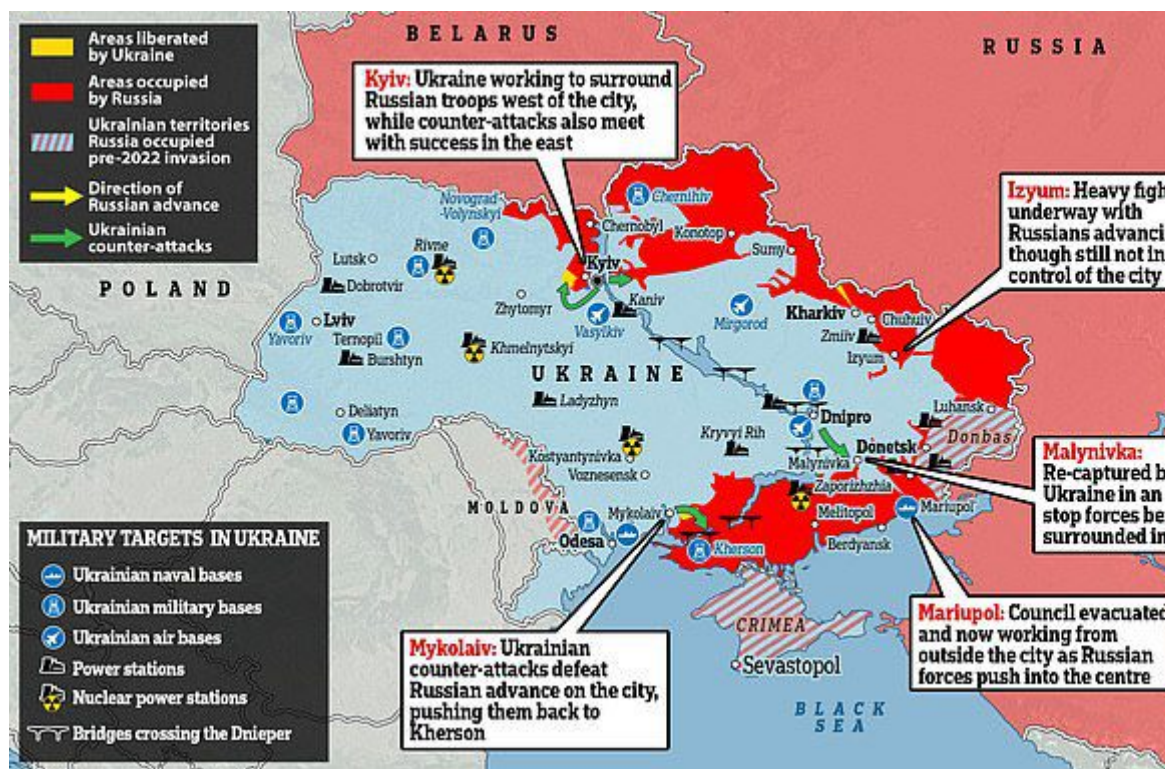 Areas liberated
by Ukraine
Areas occupied
by Russia
Ukrainian territories
Russia occupied
pre-2022 invasion
Direction of
Russian advance
Ukrainian
counter-attacks
BELARUS
RUSSIA
POLAND
UKRAINE
MOLDOVA
Kyiv: Ukraine working to surround
Russian troops west of the city,
while counter-attacks also meet
with success in the east
Izyum: Heavy figh
underway with
Russians advanci
though still not in
control of the city
Novograd
-Volynskyi
Chernihiv
Chernobyl
Konotop
Sumy
Rivne
Lutsk
Dobrotvir
Kyiv
Zhytomyr
Kaniv
Vasylkiv
Mirgorod
Kharkiv
Chuhuiv
Zmiiv
Izyum
Lviv
Yavoriv
Ternopil
Burshtyn
Khmelnytskyi
Ladyzhyn
Deliatyn
Yavoriv
Dnipro
Luhansk
Donbas
Kryvyi Rih
Donetsk
Kostyantynivka
Malynivka
Voznesensk
Zaporizhzhia
Mykolaiv
Melitopol
Mariupol
Odesa
Kherson
Berdyansk
CRIMEA
Sevastopol
BLACK
SEA
Malynivka:
Re-captured b
Ukraine in an
stop forces be
surrounded in
Mariupol: Council evacuated
and now working from
outside the city as Russian
forces push into the centre
Mykolaiv: Ukrainian
counter-attacks defeat
Russian advance on the city,
pushing them back to
Kherson
MILITARY TARGETS IN UKRAINE
Ukrainian naval bases
Ukrainian military bases
Ukrainian air bases
Power stations
Nuclear power stations
Bridges crossing the Dnieper